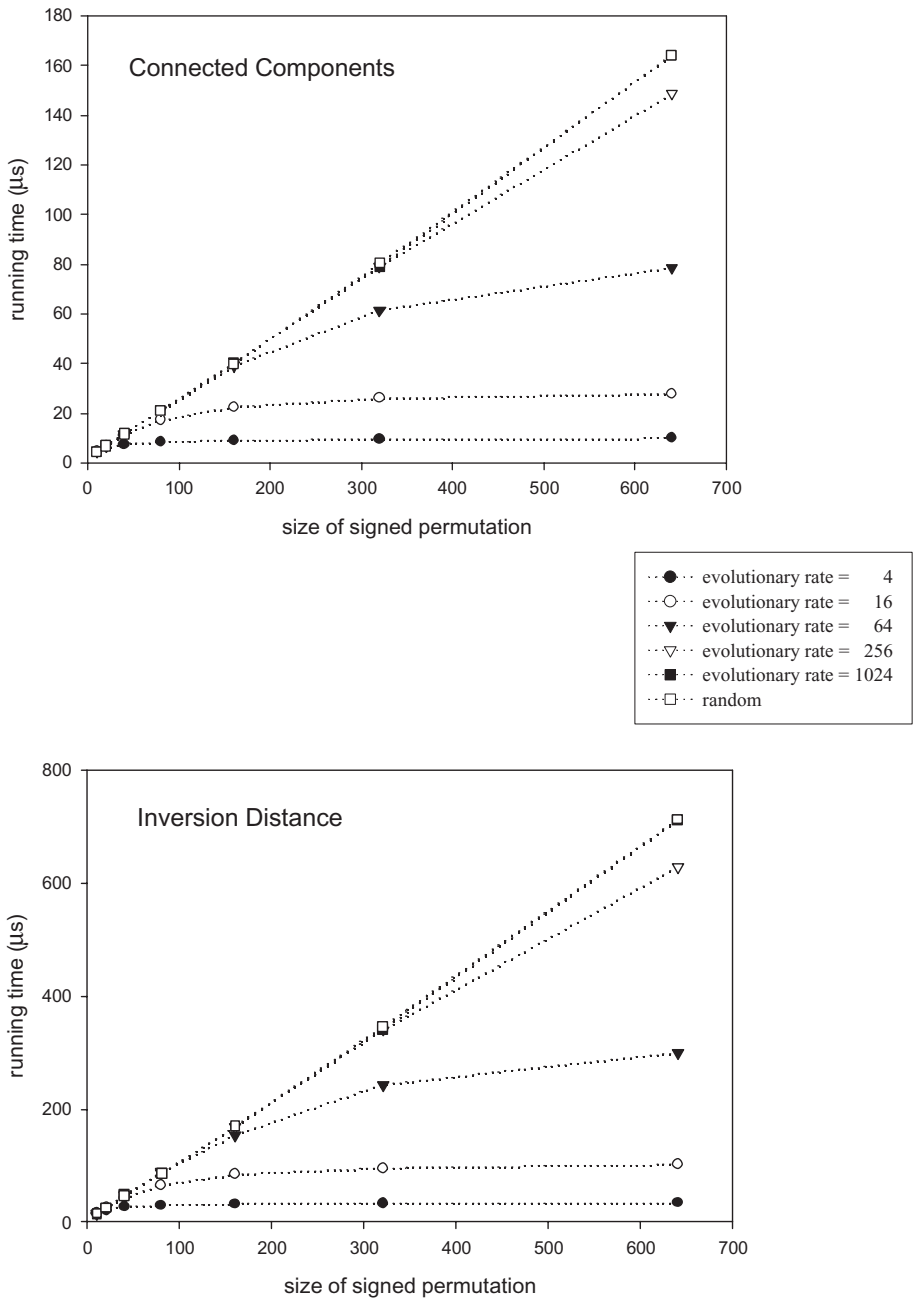 180
160
Connected Components
140
120
100
80
60
40
20
0
running time (μs)
0 100 200 300 400 500 600 700
size of signed permutation
evolutionary rate = 4
evolutionary rate = 16
evolutionary rate = 64
evolutionary rate = 256
evolutionary rate = 1024
random
800
Inversion Distance
600
400
200
0
running time (μs)
0 100 200 300 400 500 600 700
size of signed permutation